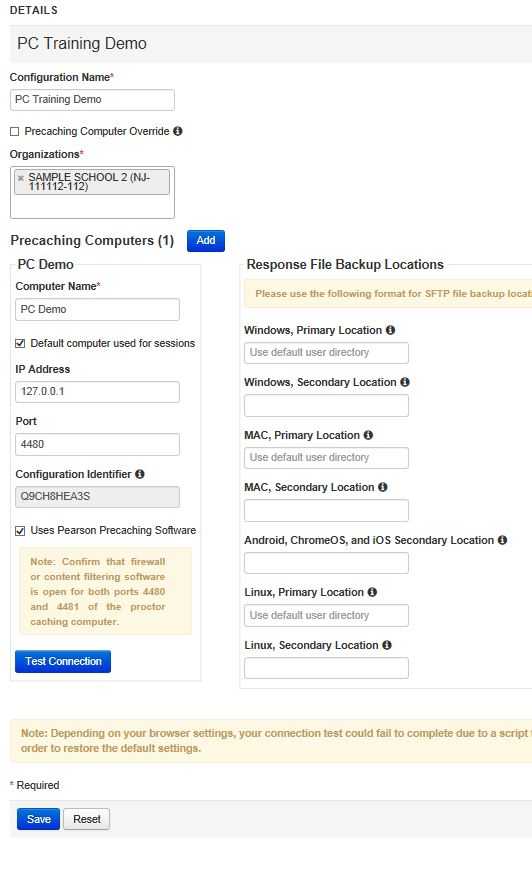 DETAILS
PC Training Demo
Configuration Name*
PC Training Demo
Precaching Computer Override
Organizations*
× SAMPLE SCHOOL 2 (NJ-
111112-112)
Precaching Computers (1) Add
PC Demo
Computer Name*
PC Demo
Default computer used for sessions
IP Address
127.0.0.1
Port
4480
Configuration Identifier
Q9CH8HEA3S
Uses Pearson Precaching Software
Note: Confirm that firewall
or content filtering software
is open for both ports 4480
and 4481 of the proctor
caching computer.
Test Connection
Response File Backup Locations
Please use the following format for SFTP file backup locati
Windows, Primary Location
Use default user directory
Windows, Secondary Location
MAC, Primary Location
Use default user directory
MAC, Secondary Location
Android, ChromeOS, and iOS Secondary Location
Linux, Primary Location
Use default user directory
Linux, Secondary Location
Note: Depending on your browser settings, your connection test could fail to complete due to a script
order to restore the default settings.
* Required
Save Reset